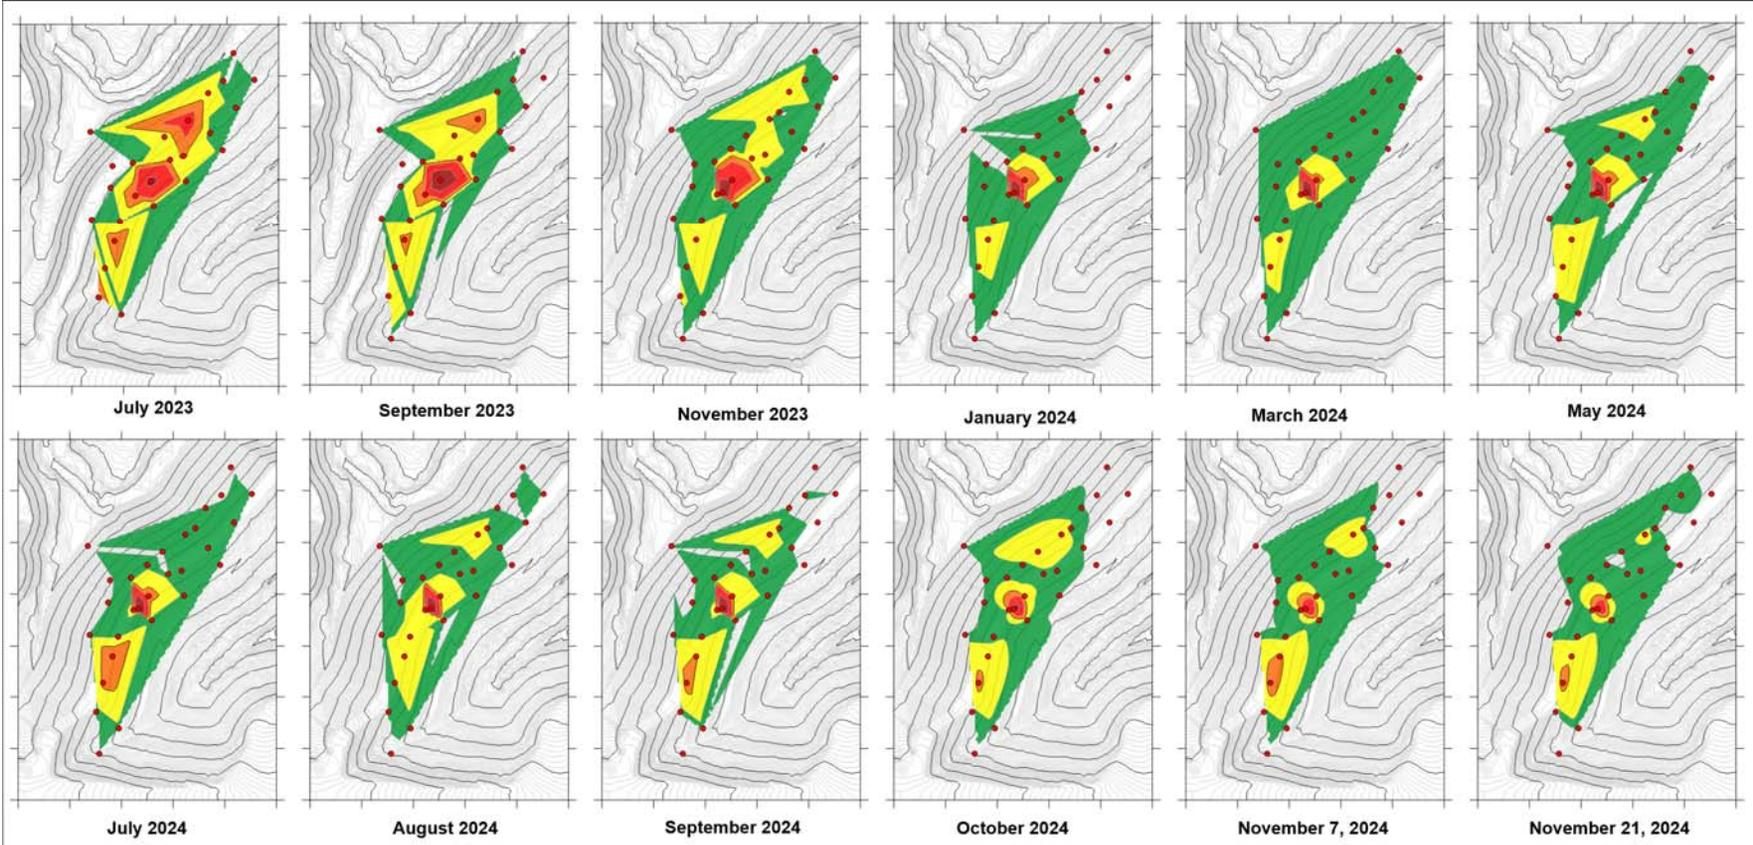 July 2023
September 2023
November 2023
January 2024
March 2024
May 2024
July 2024
August 2024
September 2024
October 2024
November 7, 2024
November 21, 2024